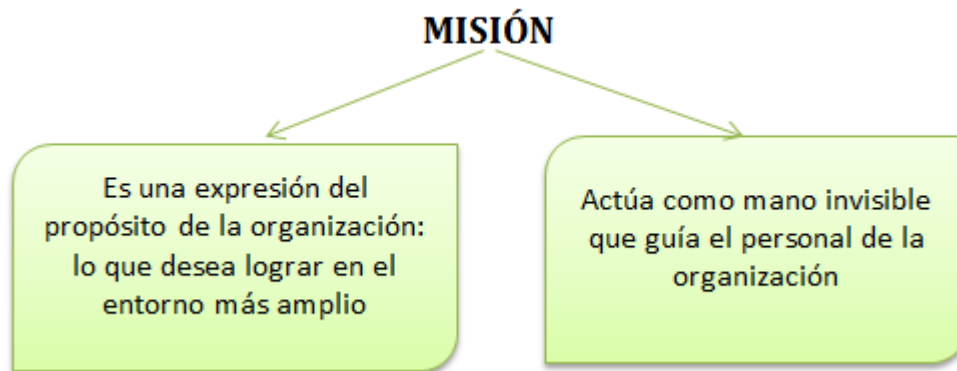 MISIÓN
Es una expresión del
propósito de la organización:
lo que desea lograr en el
entorno más amplio
Actúa como mano invisible
que guía el personal de la
organización